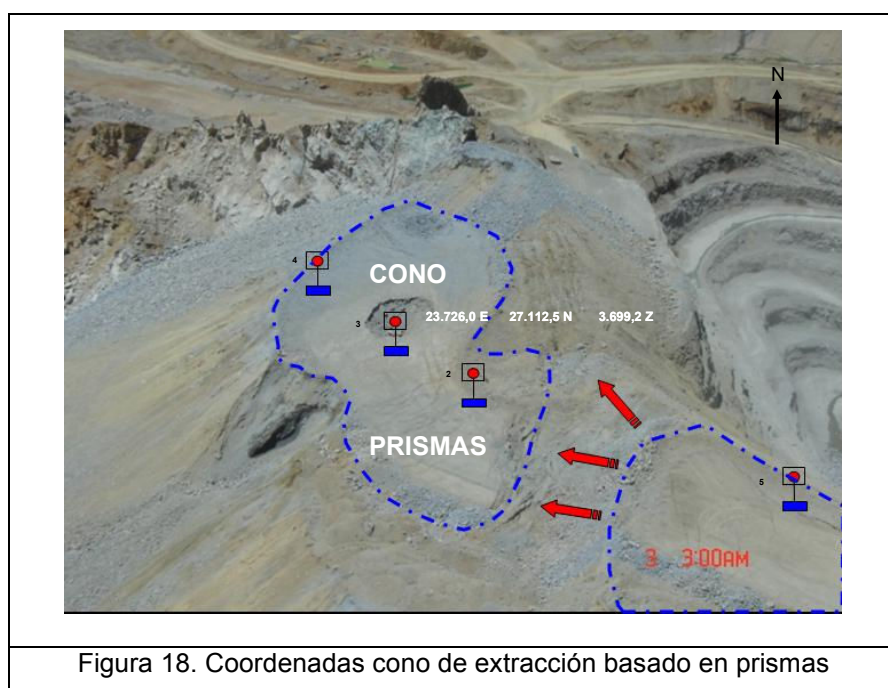 N
4
CONO
3
23.726,0 E 27.112,5 N 3.699,2 Z
2
PRISMAS
5
3 3:00AM
Figura 18. Coordenadas cono de extracción basado en prismas